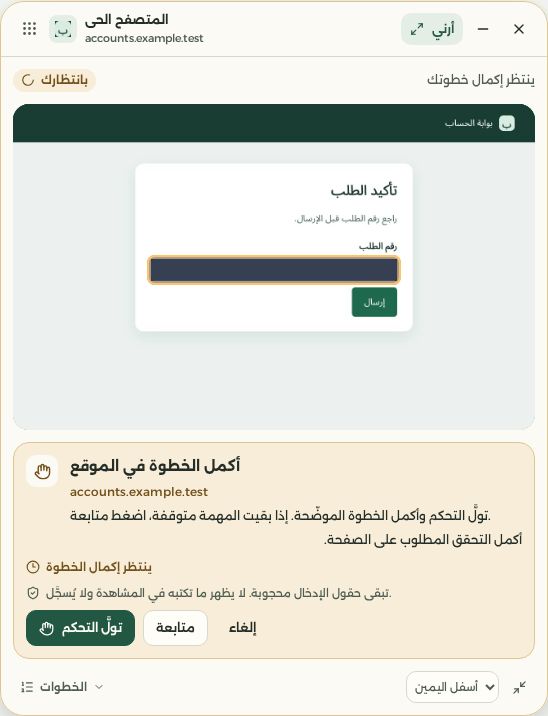 المتصفح الحي
accounts.example.test
أرني
بانتظارك
ينتظر إكمال خطوتك
ب بوابة الحساب
تأكيد الطلب
راجع رقم الطلب قبل الإرسال.
رقم الطلب
إرسال
أكمل الخطوة في الموقع
accounts.example.test
تولَّ التحكم وأكمل الخطوة الموضّحة. إذا بقيت المهمة متوقفة، اضغط متابعة.
أكمل التحقق المطلوب على الصفحة.
ينتظر إكمال الخطوة
تبقى حقول الإدخال محجوبة. لا يظهر ما تكتبه في المشاهدة ولا يُسجَّل.
تولَّ التحكم
متابعة
إلغاء
الخطوات
أسفل اليمين